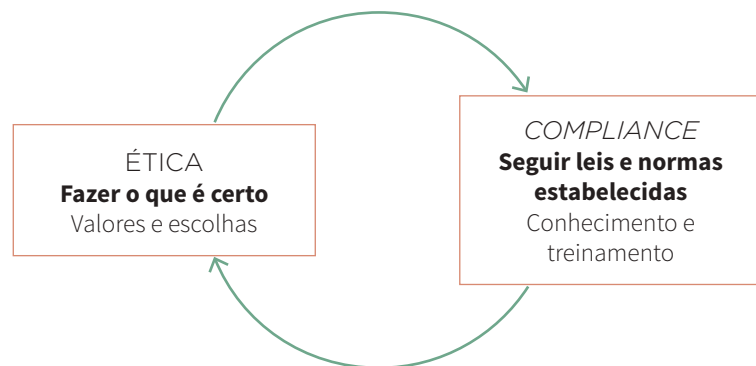 ÉTICA
Fazer o que é certo
Valores e escolhas
COMPLIANCE
Seguir leis e normas
estabelecidas
Conhecimento e
treinamento